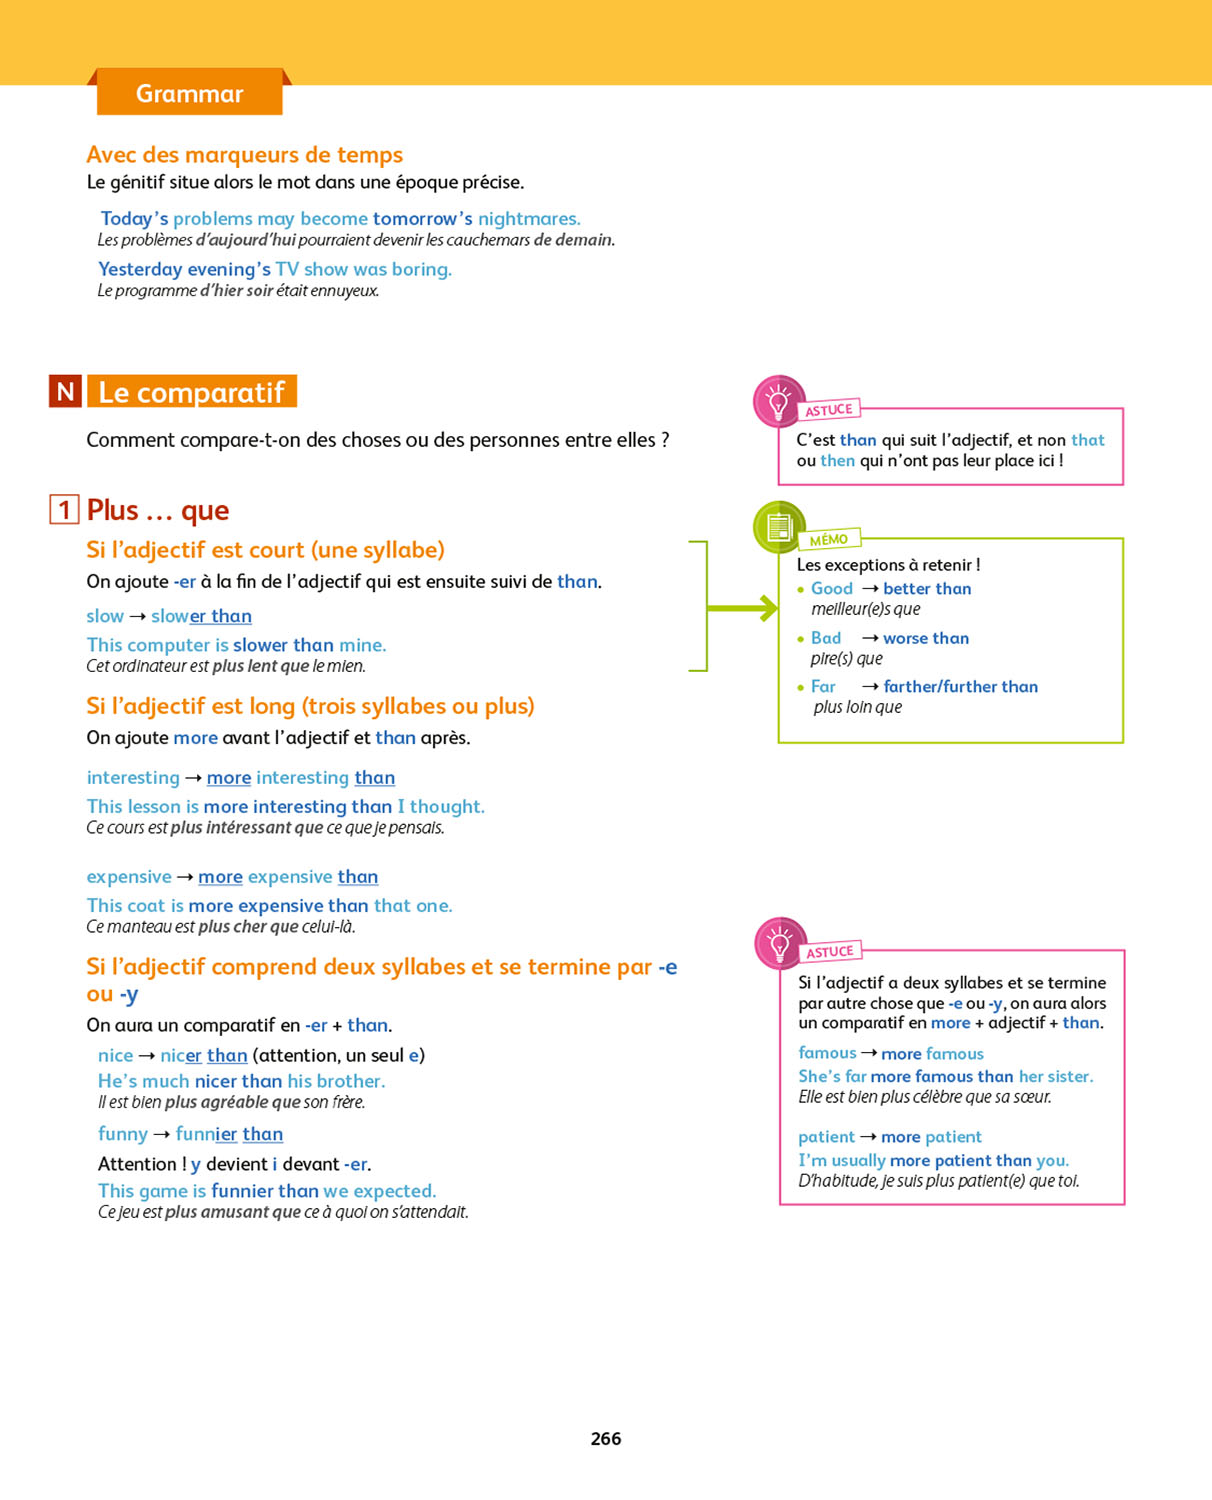 Grammar
Avec des marqueurs de temps
Le génitif situe alors le mot dans une époque précise.
Today's problems may become tomorrow's nightmares.
Les problèmes d'aujourd'hui pourraient devenir les cauchemars de demain.
Yesterday evening's TV show was boring.
Le programme d'hier soir était ennuyeux.
N Le comparatif
Comment compare-t-on des choses ou des personnes entre elles ?
ASTUCE
C'est than qui suit l'adjectif, et non that
ou then qui n'ont pas leur place ici !
1 Plus … que
Si l'adjectif est court (une syllabe)
On ajoute -er à la fin de l'adjectif qui est ensuite suivi de than.
slow → slower than
This computer is slower than mine.
Cet ordinateur est plus lent que le mien.
MÉMO
Les exceptions à retenir !
• Good → better than
meilleur(e)s que
• Bad → worse than
pire(s) que
• Far → farther/further than
plus loin que
Si l'adjectif est long (trois syllabes ou plus)
On ajoute more avant l'adjectif et than après.
interesting → more interesting than
This lesson is more interesting than I thought.
Ce cours est plus intéressant que ce que je pensais.
expensive → more expensive than
This coat is more expensive than that one.
Ce manteau est plus cher que celui-là.
Si l'adjectif comprend deux syllabes et se termine par -e
ou -y
On aura un comparatif en -er + than.
nice → nicer than (attention, un seul e)
He's much nicer than his brother.
Il est bien plus agréable que son frère.
funny → funnier than
Attention ! y devient i devant -er.
This game is funnier than we expected.
Ce jeu est plus amusant que ce à quoi on s'attendait.
ASTUCE
Si l'adjectif a deux syllabes et se termine
par autre chose que -e ou -y, on aura alors
un comparatif en more + adjectif + than.
famous → more famous
She's far more famous than her sister.
Elle est bien plus célèbre que sa sœur.
patient → more patient
I'm usually more patient than you.
D'habitude, je suis plus patient(e) que toi.
266